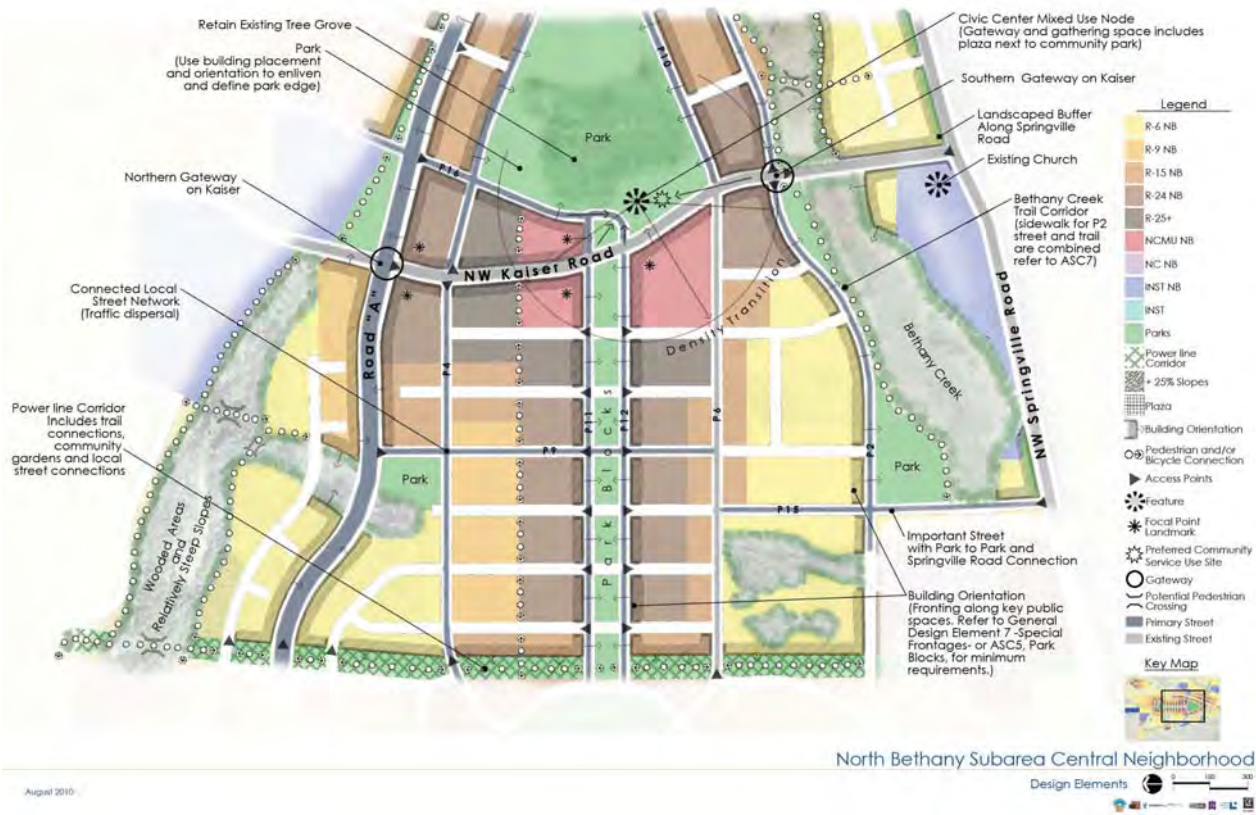 Retain Existing Tree Grove
Park
(Use building placement
and orientation to enliven
and define park edge)
Northern Gateway
on Kaiser
Connected Local
Street Network
(Traffic dispersal)
Power line Corridor
Includes trail
connections,
community
gardens and local
street connections
Civic Center Mixed Use Node
(Gateway and gathering space includes
plaza next to community park)
Southern Gateway on Kaiser
Landscaped Buffer
Along Springville
Road
Existing Church
Bethany Creek
Trail Corridor
(sidewalk for P2
street and trail
are combined
refer to ASC7)
Important Street
with Park to Park and
Springville Road Connection
Building Orientation
(Fronting along key public
spaces. Refer to General
Design Element 7 -Special
Frontages- or ASC5, Park
Blocks, for minimum
requirements.)
P10
Park
P16
NW Kaiser Road
Road "A"
Density Transition
P4
P11
P12
P6
P9
P2
P15
Park Blocks
Park
Park
Bethany Creek
NW Springville Road
Wooded Areas
and
Relatively Steep Slopes
Legend
R-6 NB
R-9 NB
R-15 NB
R-24 NB
R-25+
NCMU NB
NC NB
INST NB
INST
Parks
Power line
Corridor
+ 25% Slopes
Plaza
Building Orientation
Pedestrian and/or
Bicycle Connection
Access Points
Feature
Focal Point
Landmark
Preferred Community
Service Use Site
Gateway
Potential Pedestrian
Crossing
Primary Street
Existing Street
Key Map
North Bethany Subarea Central Neighborhood
Design Elements
0 150 300
August 2010